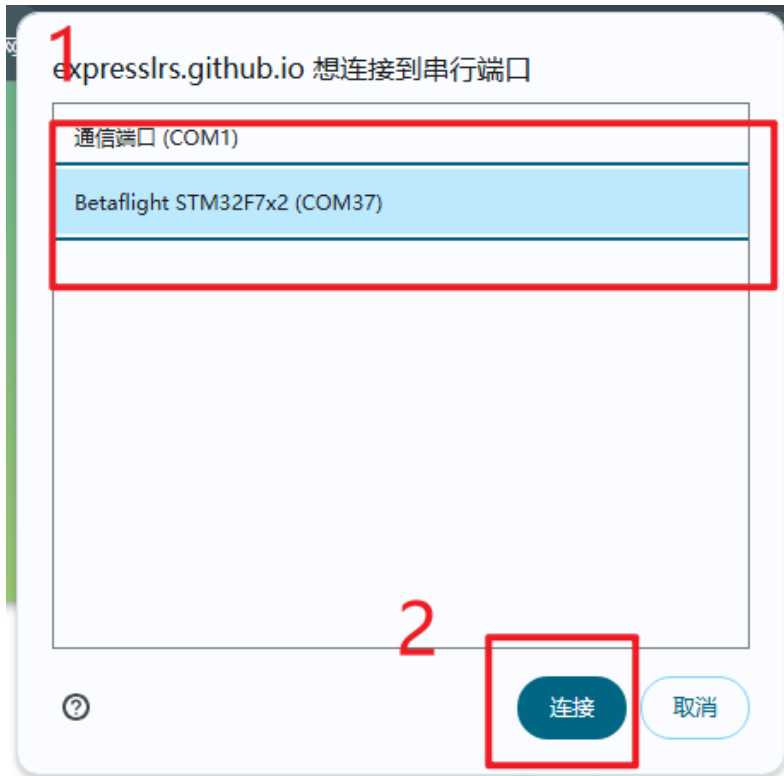 1
expresslrs.github.io 想连接到串行端口
通信端口 (COM1)
Betaflight STM32F7x2 (COM37)
2
连接
取消